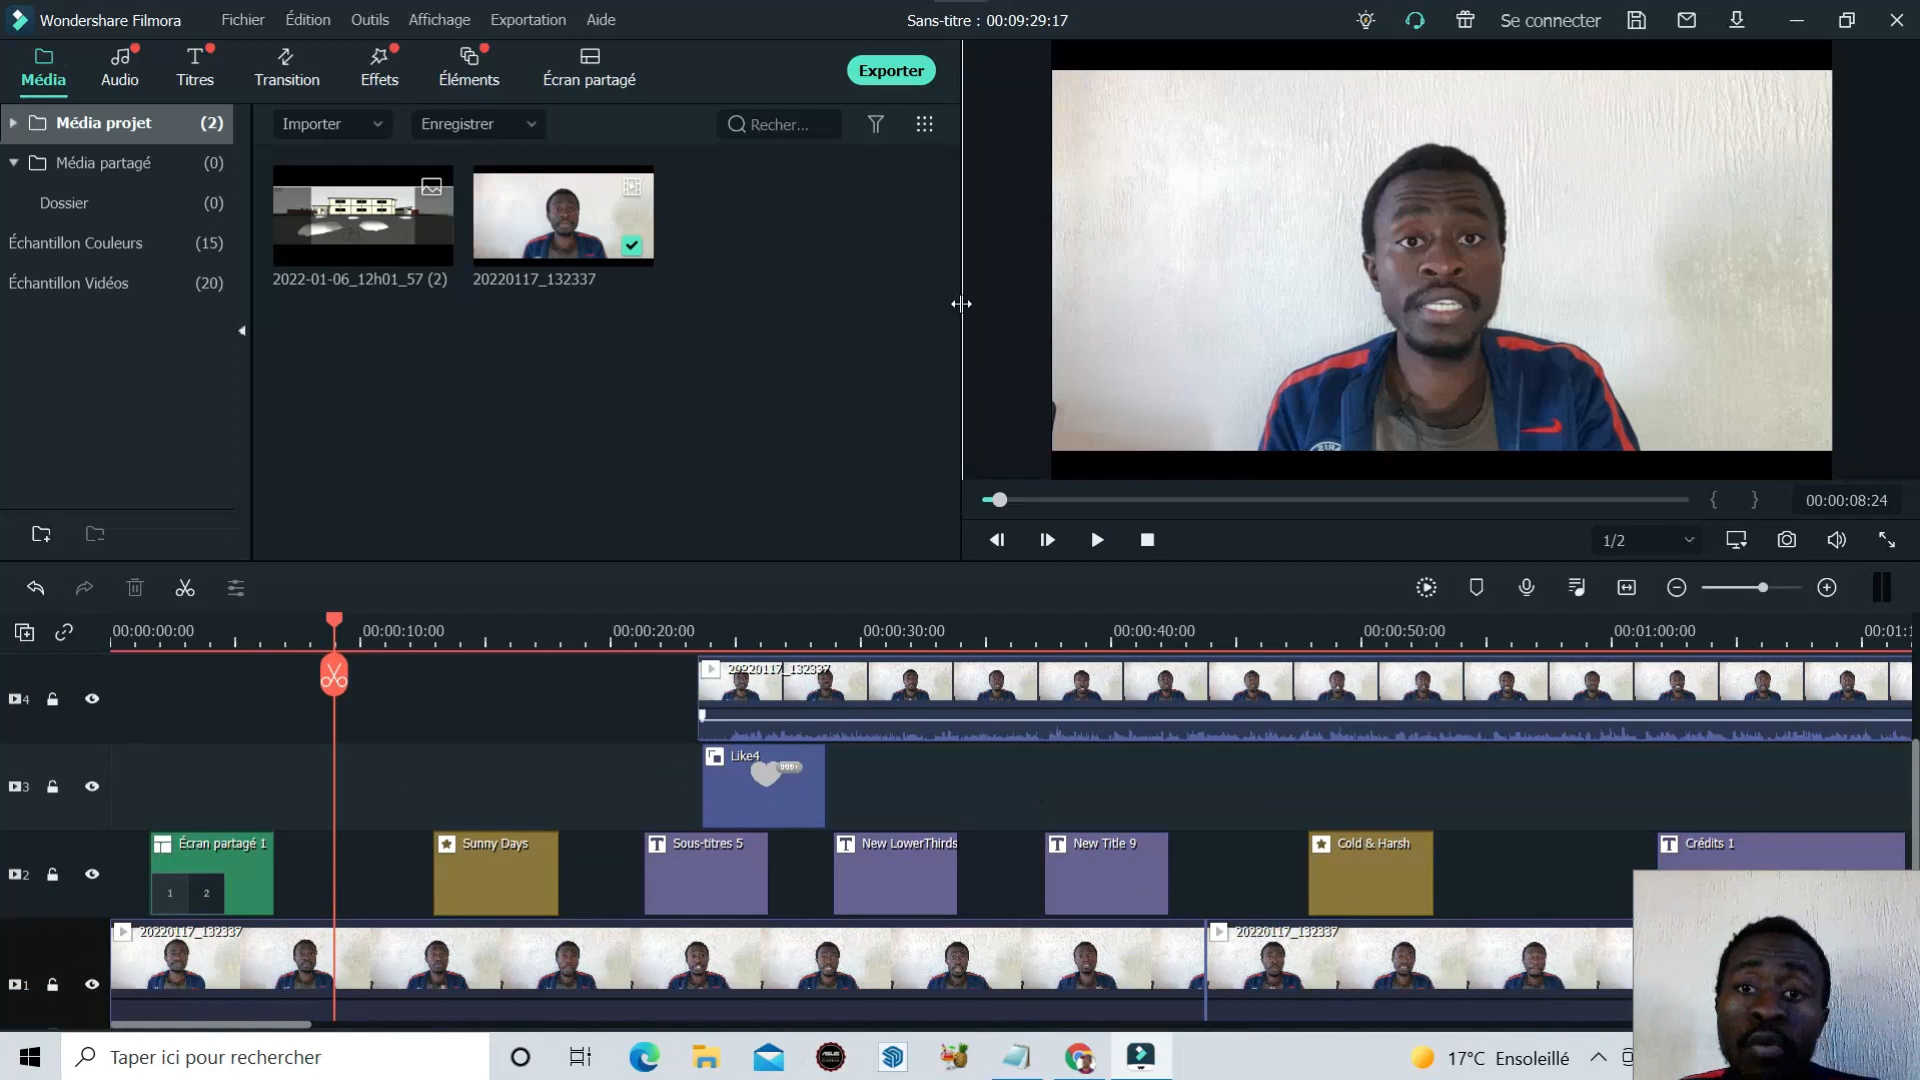 Wondershare Filmora Fichier Édition Outils Affichage Exportation Aide Sans-titre : 00:09:29:17 Se connecter
Média Audio Titres Transition Effets Éléments Écran partagé Exporter
Média projet (2) Importer Enregistrer Recher...
Média partagé (0)
Dossier (0)
Échantillon Couleurs (15)
Échantillon Vidéos (20)
2022-01-06_12h01_57 (2) 20220117_132337
{ } 00:00:08:24
1/2
00:00:00:00 00:00:10:00 00:00:20:00 00:00:30:00 00:00:40:00 00:00:50:00 00:01:00:00 00:01:1
4 20220117_132337
3 Like4
999+
2 Écran partagé 1 Sunny Days Sous-titres 5 New LowerThirds New Title 9 Cold & Harsh Crédits 1
1 2
1 20220117_132337 20220117_132337
Taper ici pour rechercher 17°C Ensoleillé